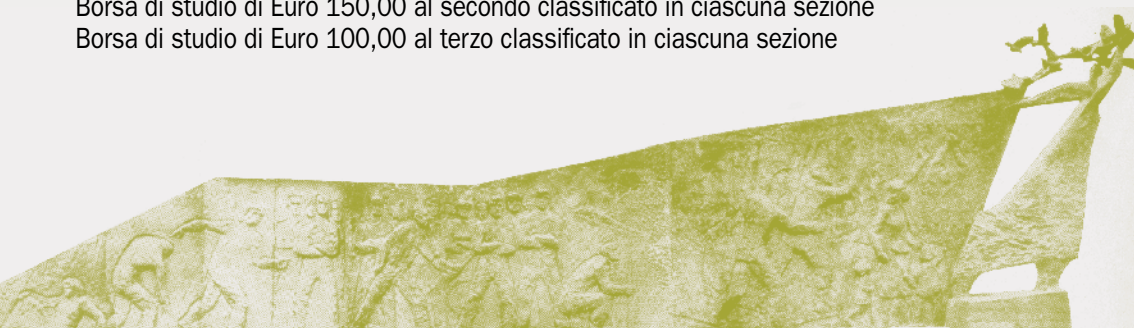 Borsa di studio di Euro 150,00 al secondo classificato in ciascuna sezione
Borsa di studio di Euro 100,00 al terzo classificato in ciascuna sezione